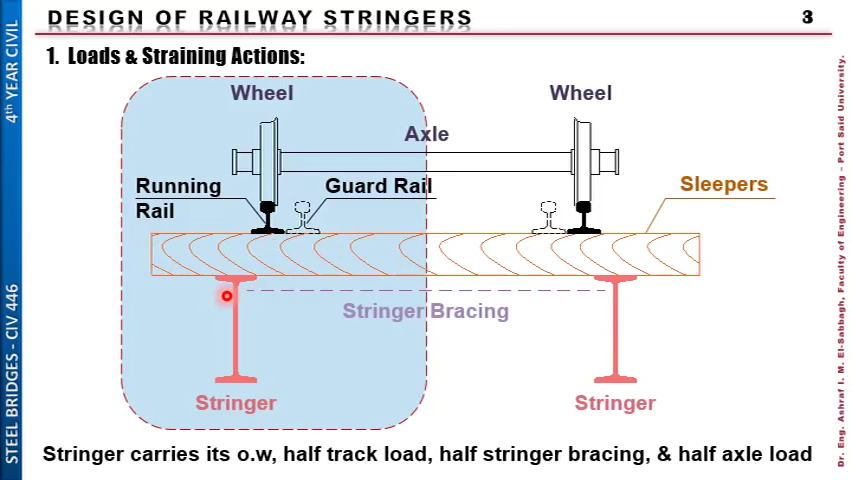 DESIGN OF RAILWAY STRINGERS
3
1. Loads & Straining Actions:
Wheel
Wheel
Axle
Running
Rail
Guard Rail
Sleepers
Stringer Bracing
Stringer
Stringer
Stringer carries its o.w, half track load, half stringer bracing, & half axle load
STEEL BRIDGES - CIV 446
4th YEAR CIVIL
Dr. Eng. Ashraf I. M. El-Sabbagh, Faculty of Engineering – Port Said University.